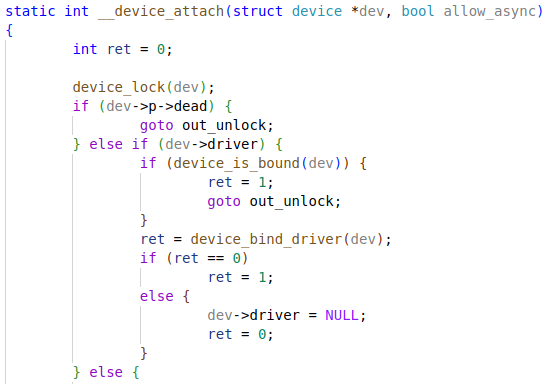 static int __device_attach(struct device *dev, bool allow_async)
{
int ret = 0;
device_lock(dev);
if (dev->p->dead) {
goto out_unlock;
} else if (dev->driver) {
if (device_is_bound(dev)) {
ret = 1;
goto out_unlock;
}
ret = device_bind_driver(dev);
if (ret == 0)
ret = 1;
else {
dev->driver = NULL;
ret = 0;
}
} else {